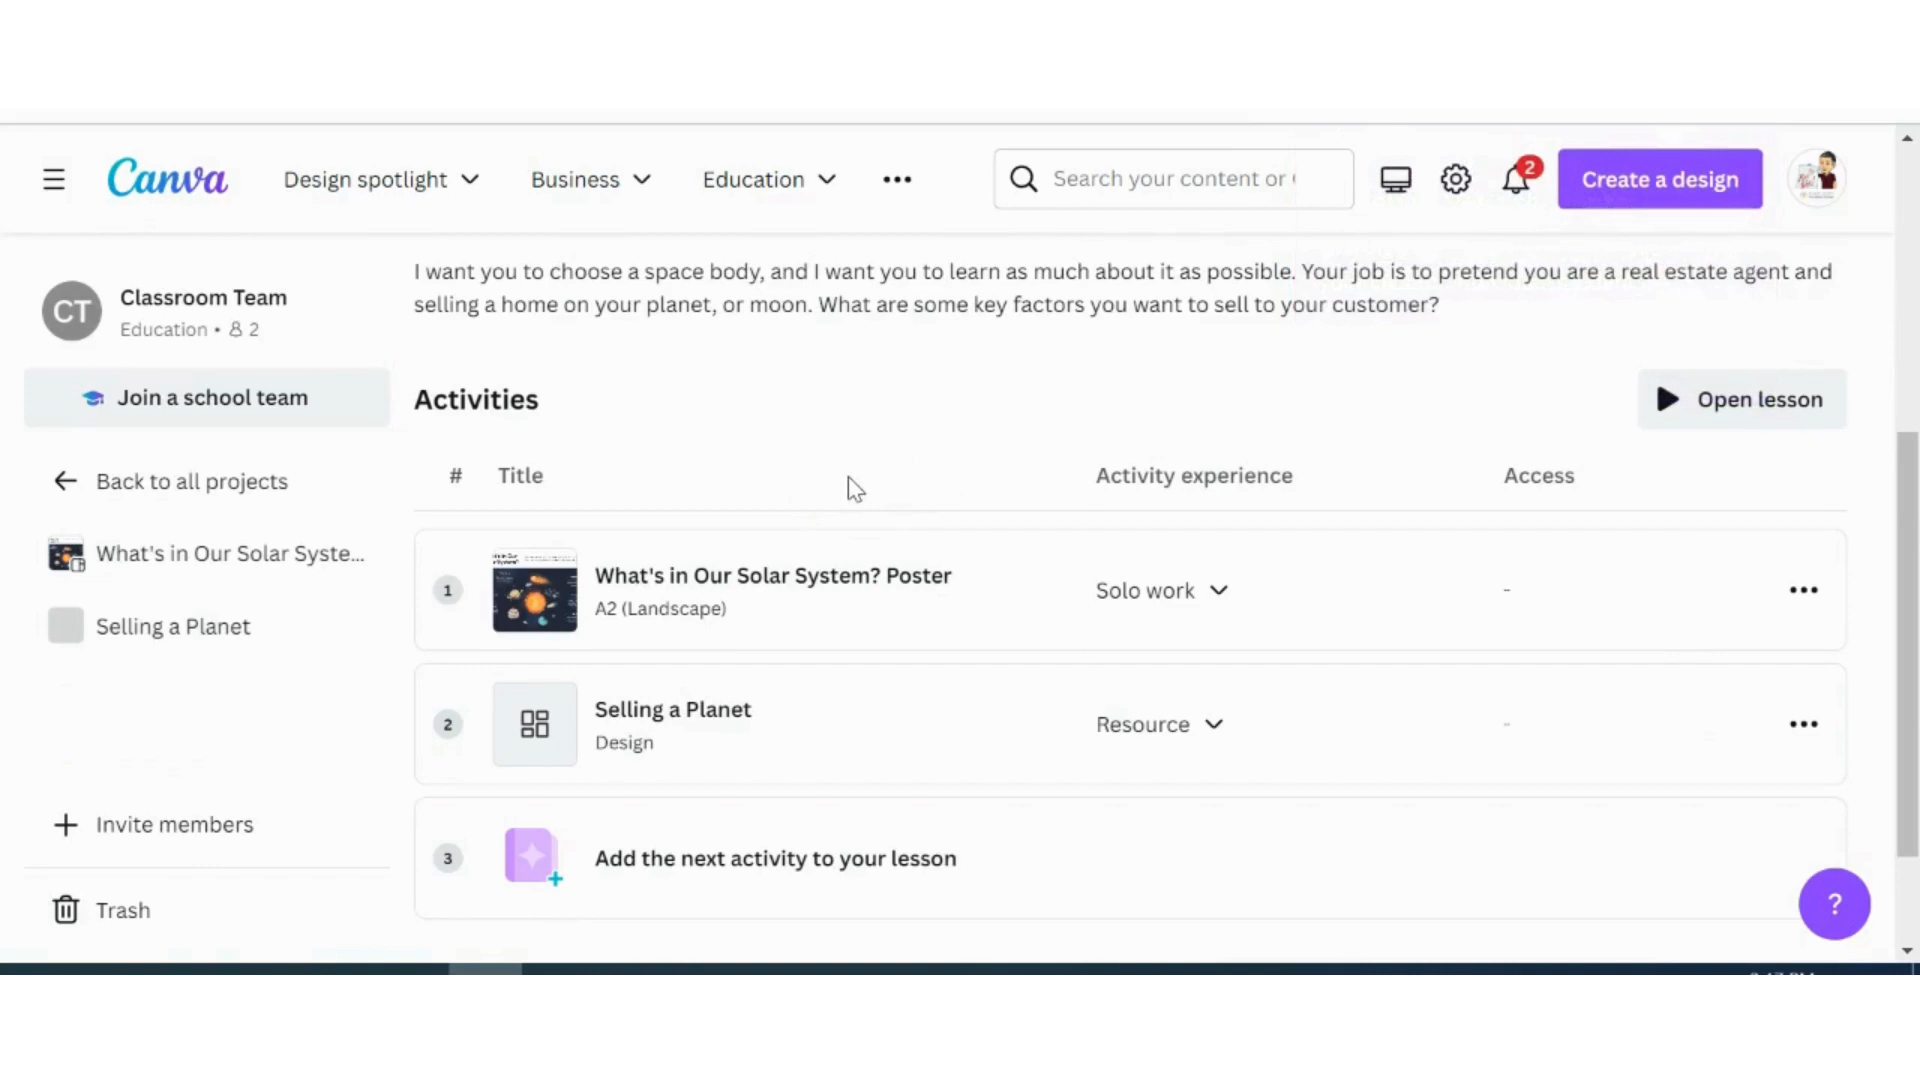 Canva
Design spotlight
Business
Education
Search your content or
2
Create a design
CT
Classroom Team
Education • 2
Join a school team
Back to all projects
What's in Our Solar Syste...
Selling a Planet
Invite members
Trash
I want you to choose a space body, and I want you to learn as much about it as possible. Your job is to pretend you are a real estate agent and
selling a home on your planet, or moon. What are some key factors you want to sell to your customer?
Activities
Open lesson
# Title Activity experience Access
1
What's in Our Solar System? Poster
A2 (Landscape)
Solo work
-
2
Selling a Planet
Design
Resource
-
3
Add the next activity to your lesson
?